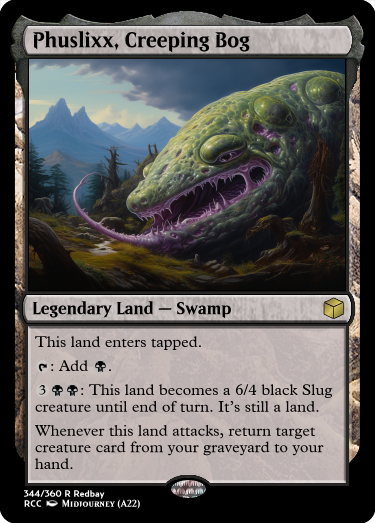 Phuslixx, Creeping Bog
Legendary Land — Swamp
This land enters tapped.
: Add .
3 : This land becomes a 6/4 black Slug
creature until end of turn. It's still a land.
Whenever this land attacks, return target
creature card from your graveyard to your
hand.
344/360 R Redbay
RCC Midjourney (A22)